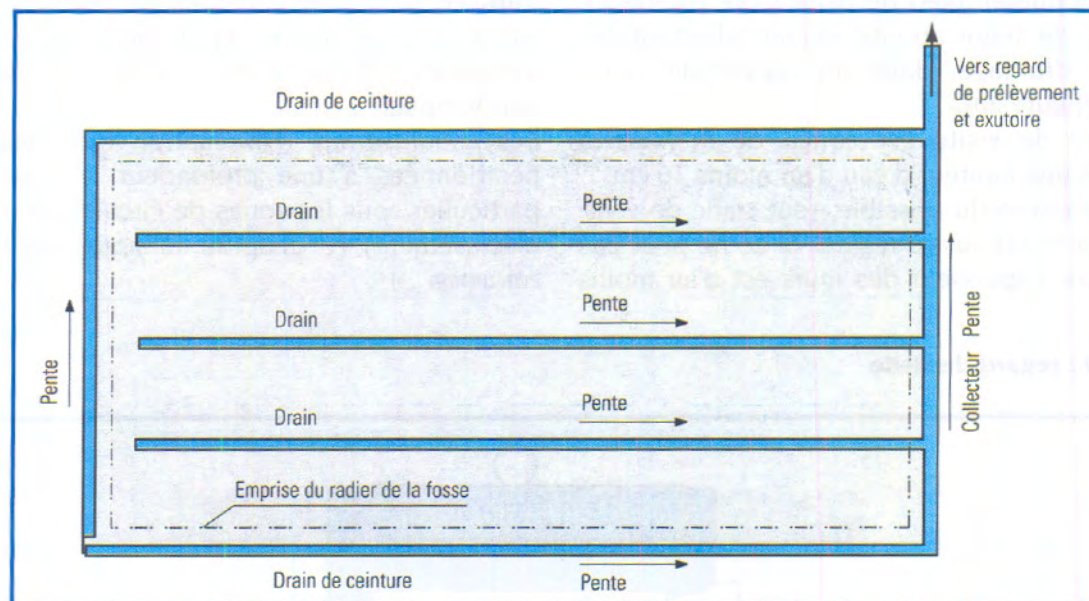 Drain de ceinture
Vers regard
de prélèvement
et exutoire
Drain
Pente
Drain
Pente
Pente
Collecteur Pente
Drain
Pente
Emprise du radier de la fosse
Drain de ceinture
Pente